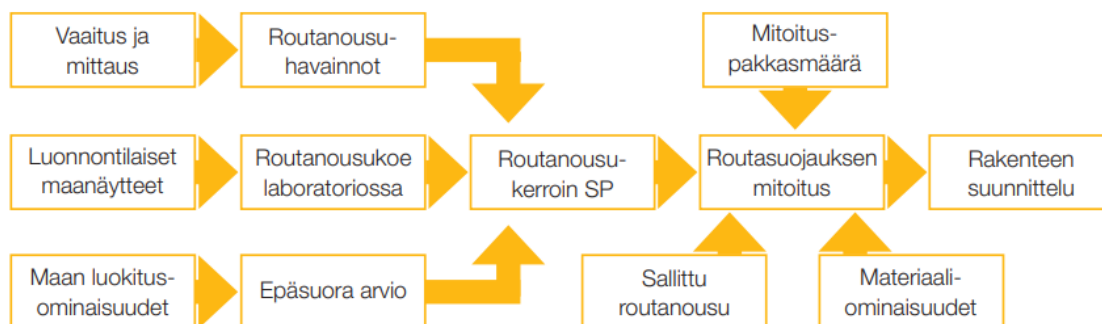 Vaaitus ja
mittaus
Routanousu-
havainnot
Mitoitus-
pakkasmäärä
Luonnontilaiset
maanäytteet
Routanousukoe
laboratoriossa
Routanousu-
kerroin SP
Routasuojauksen
mitoitus
Rakenteen
suunnittelu
Maan luokitus-
ominaisuudet
Epäsuora arvio
Sallittu
routanousu
Materiaali-
ominaisuudet